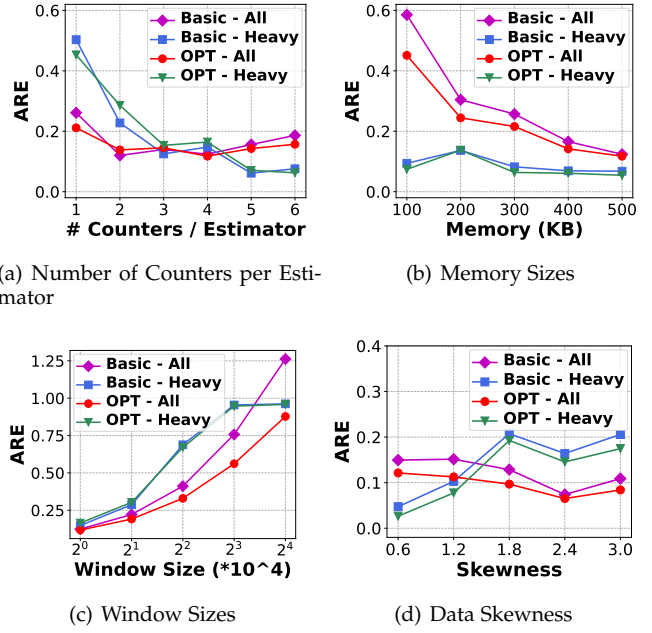 0.6
0.4
0.2
0.0
ARE
Basic - All
Basic - Heavy
OPT - All
OPT - Heavy
1 2 3 4 5 6
# Counters / Estimator
(a) Number of Counters per Esti-
mator
0.6
0.4
0.2
0.0
ARE
Basic - All
Basic - Heavy
OPT - All
OPT - Heavy
100 200 300 400 500
Memory (KB)
(b) Memory Sizes
1.25
1.00
0.75
0.50
0.25
ARE
Basic - All
Basic - Heavy
OPT - All
OPT - Heavy
2^0 2^1 2^2 2^3 2^4
Window Size (*10^4)
(c) Window Sizes
0.4
0.3
0.2
0.1
0.0
ARE
Basic - All
Basic - Heavy
OPT - All
OPT - Heavy
0.6 1.2 1.8 2.4 3.0
Skewness
(d) Data Skewness